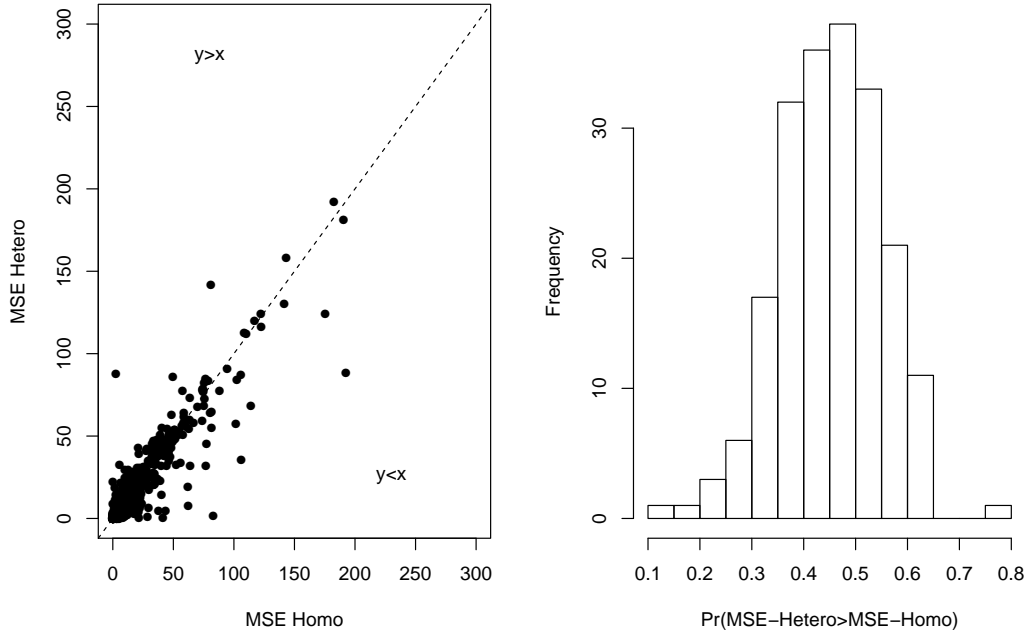 300
250
200
150
100
50
0
MSE Hetero
y>x
y<x
0 50 100 150 200 250 300
MSE Homo
30
20
10
0
Frequency
0.1 0.2 0.3 0.4 0.5 0.6 0.7 0.8
Pr(MSE−Hetero>MSE−Homo)